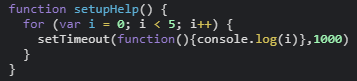 function setupHelp() {
  for (var i = 0; i < 5; i++) {
    setTimeout(function(){console.log(i)},1000)
  }
}